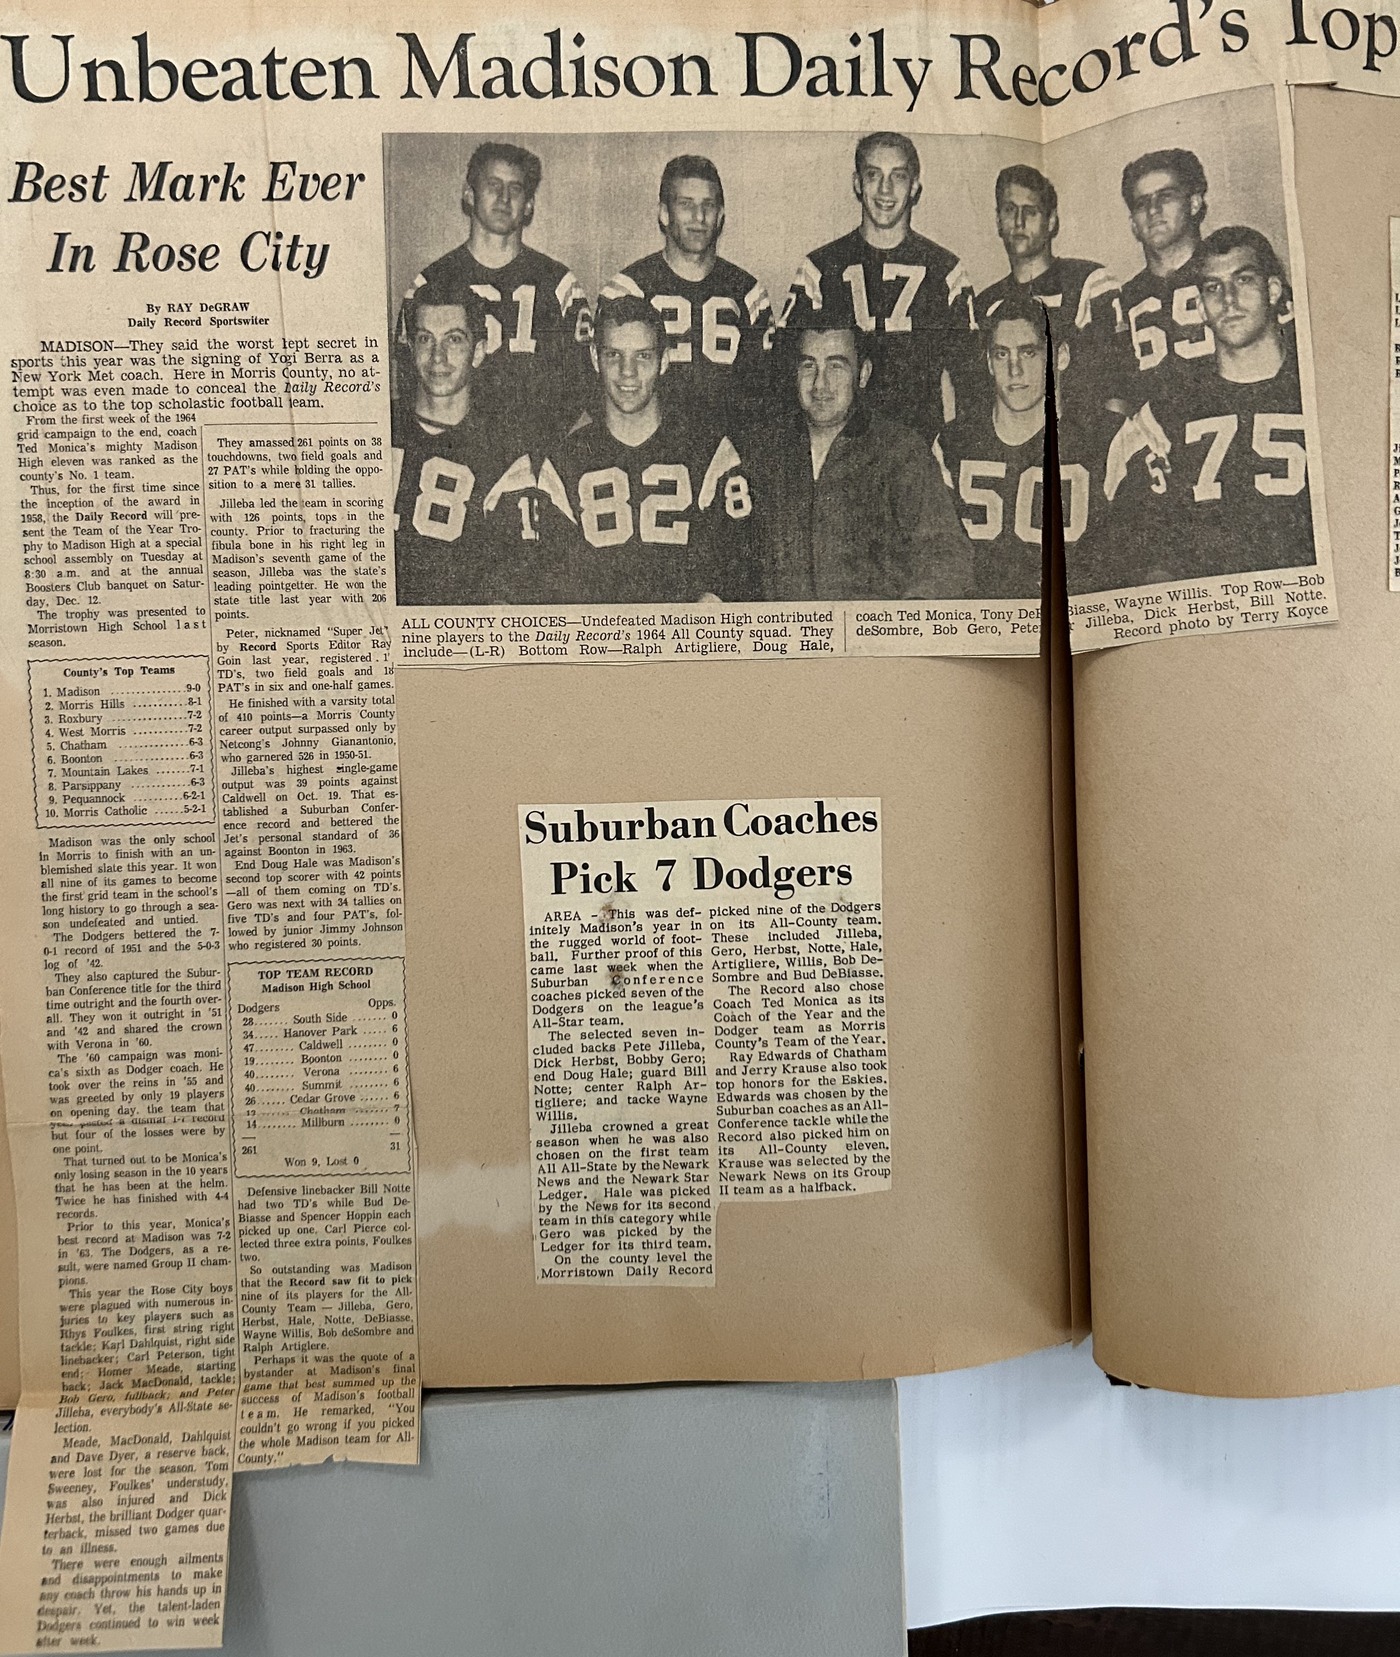 Unbeaten Madison Daily Record's Top
Best Mark Ever
In Rose City
By RAY DeGRAW
Daily Record Sportswiter
MADISON—They said the worst kept secret in
sports this year was the signing of Yogi Berra as a
New York Met coach. Here in Morris County, no at-
tempt was even made to conceal the Daily Record's
choice as to the top scholastic football team.
From the first week of the 1964
grid campaign to the end, coach
Ted Monica's mighty Madison
High eleven was ranked as the
county's No. 1 team.
Thus, for the first time since
the inception of the award in
1958, the Daily Record will pre-
sent the Team of the Year Tro-
phy to Madison High at a special
school assembly on Tuesday at
8:30 a.m. and at the annual
Boosters Club banquet on Satur-
day, Dec. 12.
The trophy was presented to
Morristown High School last
season.
County's Top Teams
1. Madison ................9-0
2. Morris Hills ...........8-1
3. Roxbury ................7-2
4. West Morris ............7-2
5. Chatham ................6-3
6. Boonton ................6-3
7. Mountain Lakes .......7-1
8. Parsippany .............6-3
9. Pequannock ..........6-2-1
10. Morris Catholic ......5-2-1
Madison was the only school
in Morris to finish with an un-
blemished slate this year. It won
all nine of its games to become
the first grid team in the school's
long history to go through a sea-
son undefeated and untied.
The Dodgers bettered the 7-
0-1 record of 1951 and the 5-0-3
log of '42.
They also captured the Subur-
ban Conference title for the third
time outright and the fourth over-
all. They won it outright in '51
and '42 and shared the crown
with Verona in '60.
The '60 campaign was moni-
ca's sixth as Dodger coach. He
took over the reins in '55 and
was greeted by only 19 players
on opening day. the team that
year posted a dismal 1-7 record
but four of the losses were by
one point.
That turned out to be Monica's
only losing season in the 10 years
that he has been at the helm.
Twice he has finished with 4-4
records.
Prior to this year, Monica's
best record at Madison was 7-2
in '63. The Dodgers, as a re-
sult, were named Group II cham-
pions.
This year the Rose City boys
were plagued with numerous in-
juries to key players such as
Rhys Foulkes, first string right
tackle; Karl Dahlquist, right side
linebacker; Carl Peterson, tight
end; Homer Meade, starting
back; Jack MacDonald, tackle;
Bob Gero, fullback; and Peter
Jilleba, everybody's All-State se-
lection.
Meade, MacDonald, Dahlquist
and Dave Dyer, a reserve back,
were lost for the season. Tom
Sweeney, Foulkes' understudy,
was also injured and Dick
Herbst, the brilliant Dodger quar-
terback, missed two games due
to an illness.
There were enough ailments
and disappointments to make
any coach throw his hands up in
despair. Yet, the talent-laden
Dodgers continued to win week
after week.
They amassed 261 points on 38
touchdowns, two field goals and
27 PAT's while holding the oppo-
sition to a mere 31 tallies.
Jilleba led the team in scoring
with 126 points, tops in the
county. Prior to fracturing the
fibula bone in his right leg in
Madison's seventh game of the
season, Jilleba was the state's
leading pointgetter. He won the
state title last year with 206
points.
Peter, nicknamed "Super Jet"
by Record Sports Editor Ray
Goin last year, registered
TD's, two field goals and 18
PAT's in six and one-half games.
He finished with a varsity total
of 410 points—a Morris County
career output surpassed only by
Netcong's Johnny Gianantonio,
who garnered 526 in 1950-51.
Jilleba's highest single-game
output was 39 points against
Caldwell on Oct. 19. That es-
tablished a Suburban Confer-
ence record and bettered the
Jet's personal standard of 36
against Boonton in 1963.
End Doug Hale was Madison's
second top scorer with 42 points
—all of them coming on TD's.
Gero was next with 34 tallies on
five TD's and four PAT's, fol-
lowed by junior Jimmy Johnson
who registered 30 points.
TOP TEAM RECORD
Madison High School
Dodgers Opps.
28....... South Side ....... 0
34..... Hanover Park ..... 6
47........ Caldwell ........ 0
19........ Boonton ........ 0
40......... Verona ......... 6
40........ Summit ........ 6
26...... Cedar Grove ..... 6
13........ Chatham ........ 7
14........ Millburn ........ 0
261 31
Won 9, Lost 0
Defensive linebacker Bill Notte
had two TD's while Bud De-
Biasse and Spencer Hoppin each
picked up one. Carl Pierce col-
lected three extra points, Foulkes
two.
So outstanding was Madison
that the Record saw fit to pick
nine of its players for the All-
County Team — Jilleba, Gero,
Herbst, Hale, Notte, DeBiasse,
Wayne Willis, Bob deSombre and
Ralph Artiglere.
Perhaps it was the quote of a
bystander at Madison's final
game that best summed up the
success of Madison's football
team. He remarked, "You
couldn't go wrong if you picked
the whole Madison team for All-
County."
61 26 17 69
8 82 8 50 75
ALL COUNTY CHOICES—Undefeated Madison High contributed
nine players to the Daily Record's 1964 All County squad. They
include—(L-R) Bottom Row—Ralph Artigliere, Doug Hale,
coach Ted Monica, Tony DeB Biasse, Wayne Willis. Top Row—Bob
deSombre, Bob Gero, Peter Jilleba, Dick Herbst, Bill Notte.
Record photo by Terry Koyce
Suburban Coaches
Pick 7 Dodgers
AREA - This was def-
initely Madison's year in
the rugged world of foot-
ball. Further proof of this
came last week when the
Suburban Conference
coaches picked seven of the
Dodgers on the league's
All-Star team.
The selected seven in-
cluded backs Pete Jilleba,
Dick Herbst, Bobby Gero;
end Doug Hale; guard Bill
Notte; center Ralph Ar-
tigliere; and tacke Wayne
Willis.
Jilleba crowned a great
season when he was also
chosen on the first team
All All-State by the Newark
News and the Newark Star
Ledger. Hale was picked
by the News for its second
team in this category while
Gero was picked by the
Ledger for its third team.
On the county level the
Morristown Daily Record
picked nine of the Dodgers
on its All-County team.
These included Jilleba,
Gero, Herbst, Notte, Hale,
Artigliere, Willis, Bob De-
Sombre and Bud DeBiasse.
The Record also chose
Coach Ted Monica as its
Coach of the Year and the
Dodger team as Morris
County's Team of the Year.
Ray Edwards of Chatham
and Jerry Krause also took
top honors for the Eskies.
Edwards was chosen by the
Suburban coaches as an All-
Conference tackle while the
Record also picked him on
its All-County eleven.
Krause was selected by the
Newark News on its Group
II team as a halfback.